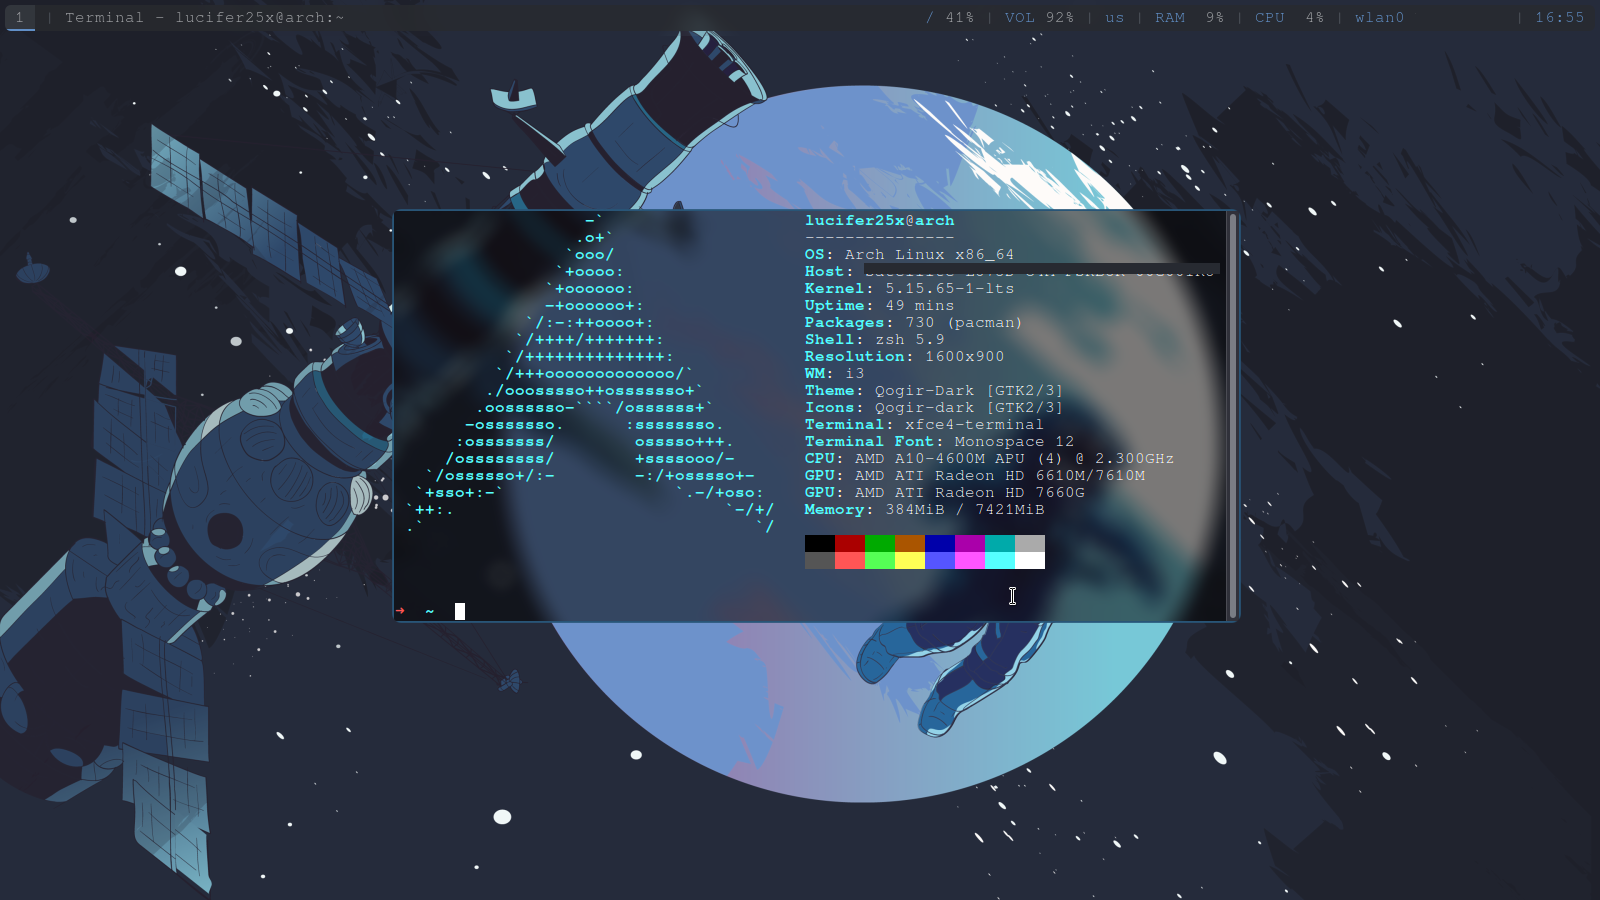 1 | Terminal - lucifer25x@arch:~ / 41% | VOL 92% | us | RAM 9% | CPU 4% | wlan0 | 16:55
-`
.o+`
`ooo/
`+oooo:
`+oooooo:
-+oooooo+:
`/:-:++oooo+:
`/++++/+++++++:
`/++++++++++++++:
`/+++ooooooooooooo/`
./ooosssso++osssssso+`
.oossssso-````/ossssss+`
-osssssso.      :ssssssso.
:osssssss/        osssso+++.
/ossssssss/        +ssssooo/-
`/ossssso+/:-        -:/+osssso+-
`+sso+:-`                 `.-/+oso:
`++:.                           `-/+/
.`                                 `/
lucifer25x@arch
---------------
OS: Arch Linux x86_64
Host:
Kernel: 5.15.65-1-lts
Uptime: 49 mins
Packages: 730 (pacman)
Shell: zsh 5.9
Resolution: 1600x900
WM: i3
Theme: Qogir-Dark [GTK2/3]
Icons: Qogir-dark [GTK2/3]
Terminal: xfce4-terminal
Terminal Font: Monospace 12
CPU: AMD A10-4600M APU (4) @ 2.300GHz
GPU: AMD ATI Radeon HD 6610M/7610M
GPU: AMD ATI Radeon HD 7660G
Memory: 384MiB / 7421MiB
→ ~